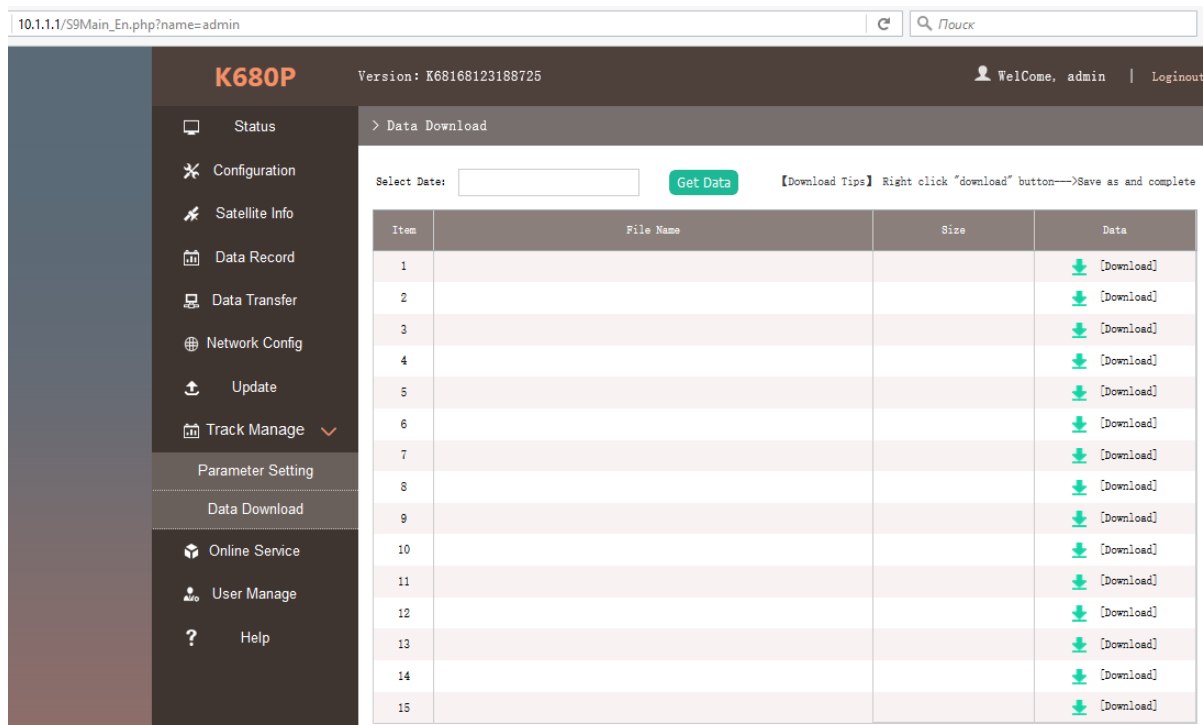 10.1.1.1/S9Main_En.php?name=admin
Поиск
K680P
Version: K68168123188725
WelCome, admin | Loginout
Status
Configuration
Satellite Info
Data Record
Data Transfer
Network Config
Update
Track Manage
Parameter Setting
Data Download
Online Service
User Manage
Help
> Data Download
Select Date:
Get Data
【Download Tips】 Right click "download" button--->Save as and complete
Item File Name Size Data
1 [Download]
2 [Download]
3 [Download]
4 [Download]
5 [Download]
6 [Download]
7 [Download]
8 [Download]
9 [Download]
10 [Download]
11 [Download]
12 [Download]
13 [Download]
14 [Download]
15 [Download]